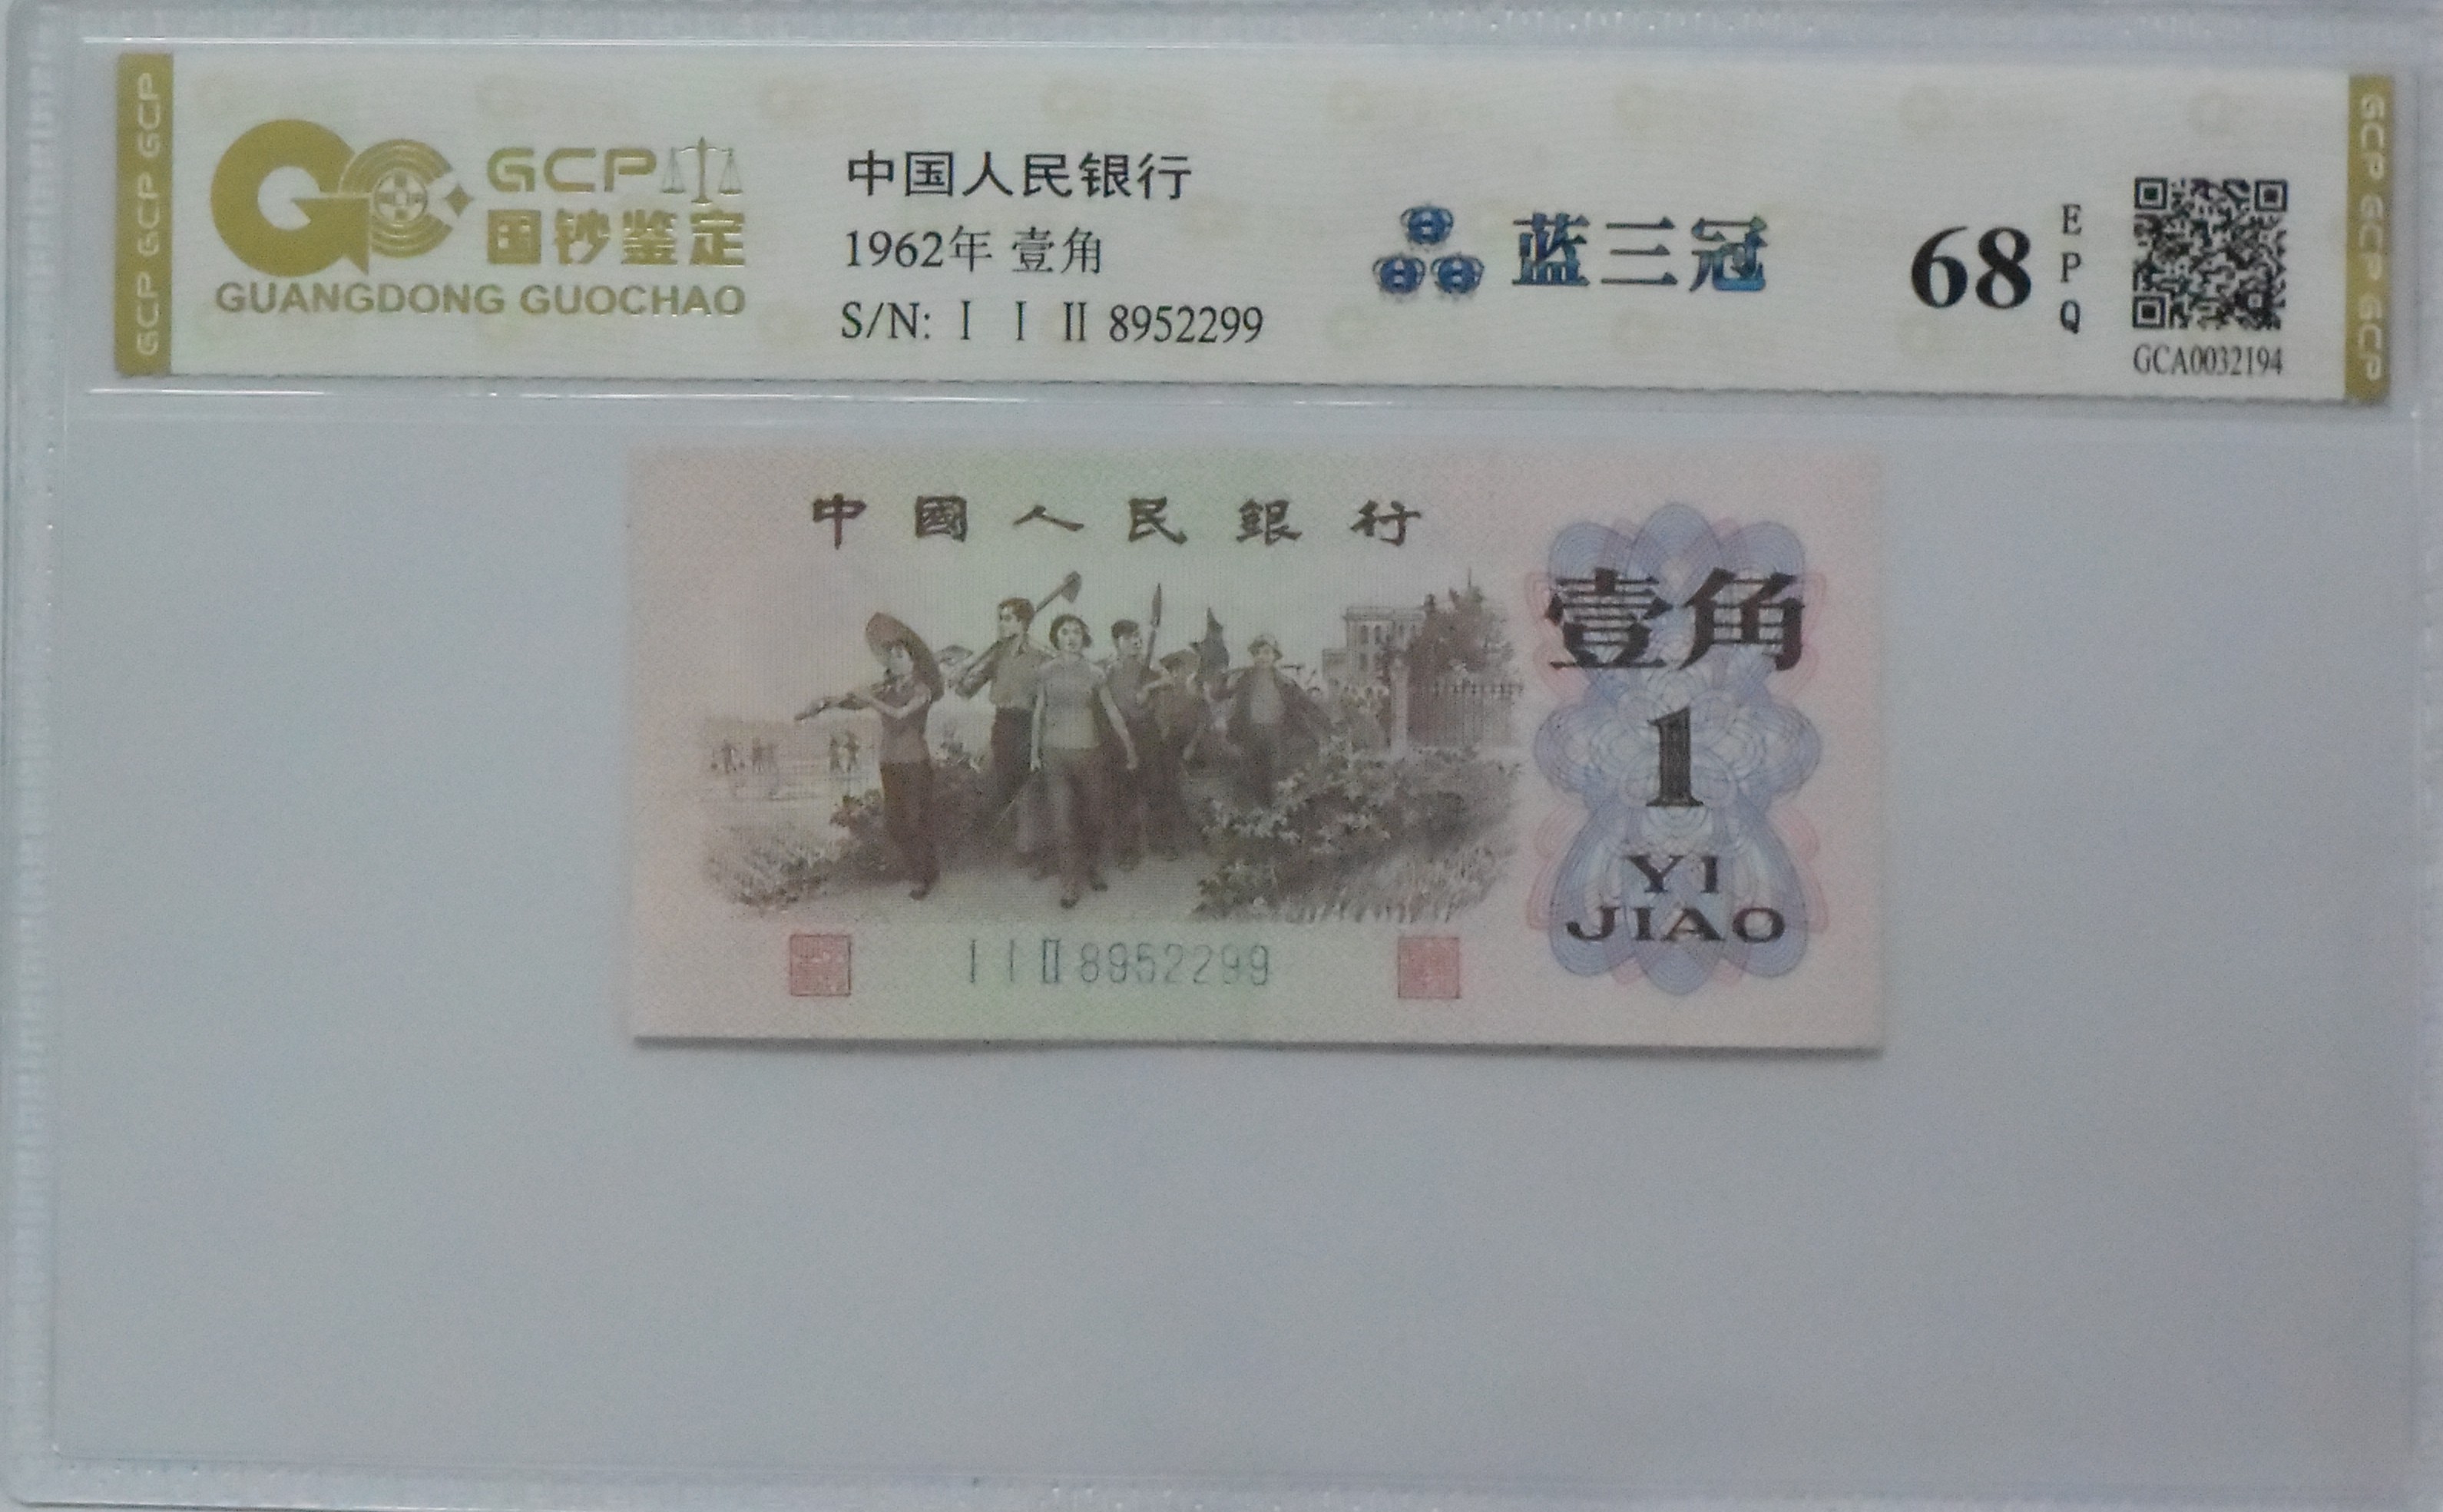 GCP GCP GCP
GCP
国钞鉴定
GUANGDONG GUOCHAO
中国人民银行
1962年 壹角
S/N: Ⅰ Ⅰ Ⅱ 8952299
蓝三冠
68
EPQ
GCA0032194
GCP GCP GCP
中國人民銀行
壹角
1
YI
JIAO
Ⅰ Ⅰ Ⅱ 8952299